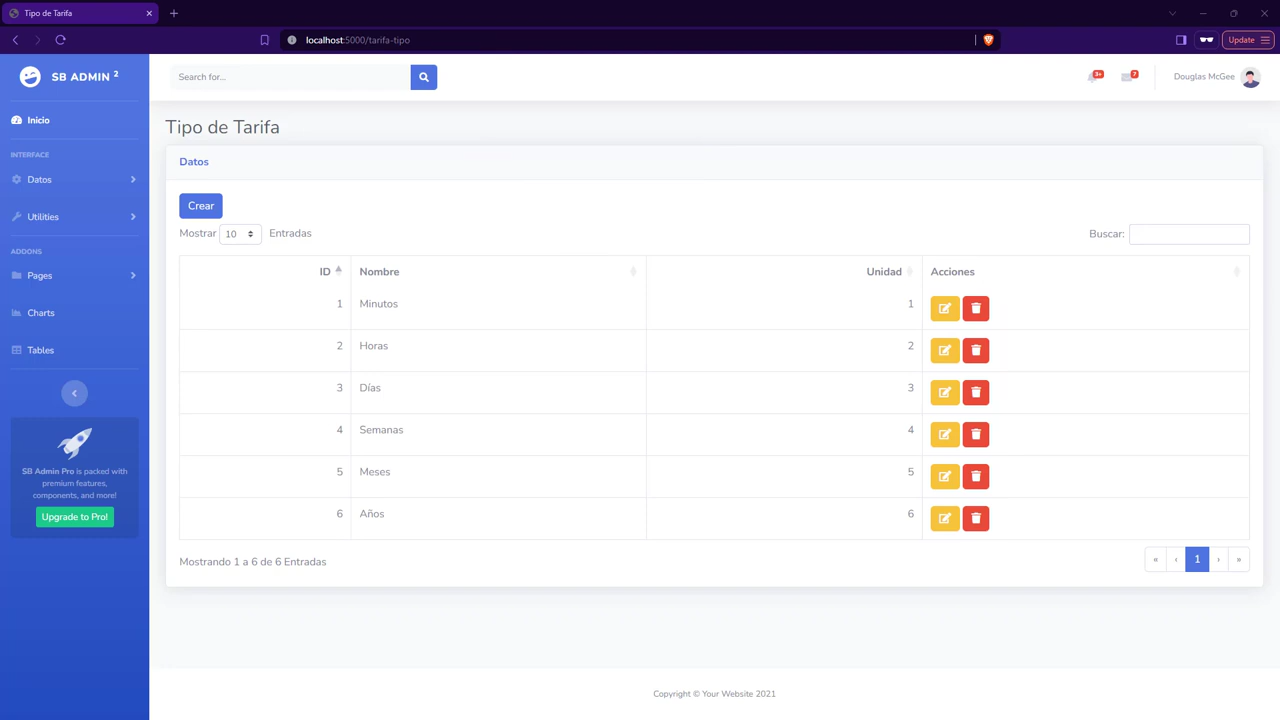 Tipo de Tarifa
localhost:5000/tarifa-tipo
Update
SB ADMIN 2
Search for...
3+
7
Douglas McGee
Inicio
INTERFACE
Datos
Utilities
ADDONS
Pages
Charts
Tables
SB Admin Pro is packed with
premium features,
components, and more!
Upgrade to Pro!
Tipo de Tarifa
Datos
Crear
Mostrar 10 Entradas
Buscar:
ID Nombre Unidad Acciones
1 Minutos 1
2 Horas 2
3 Días 3
4 Semanas 4
5 Meses 5
6 Años 6
Mostrando 1 a 6 de 6 Entradas
« ‹ 1 › »
Copyright © Your Website 2021